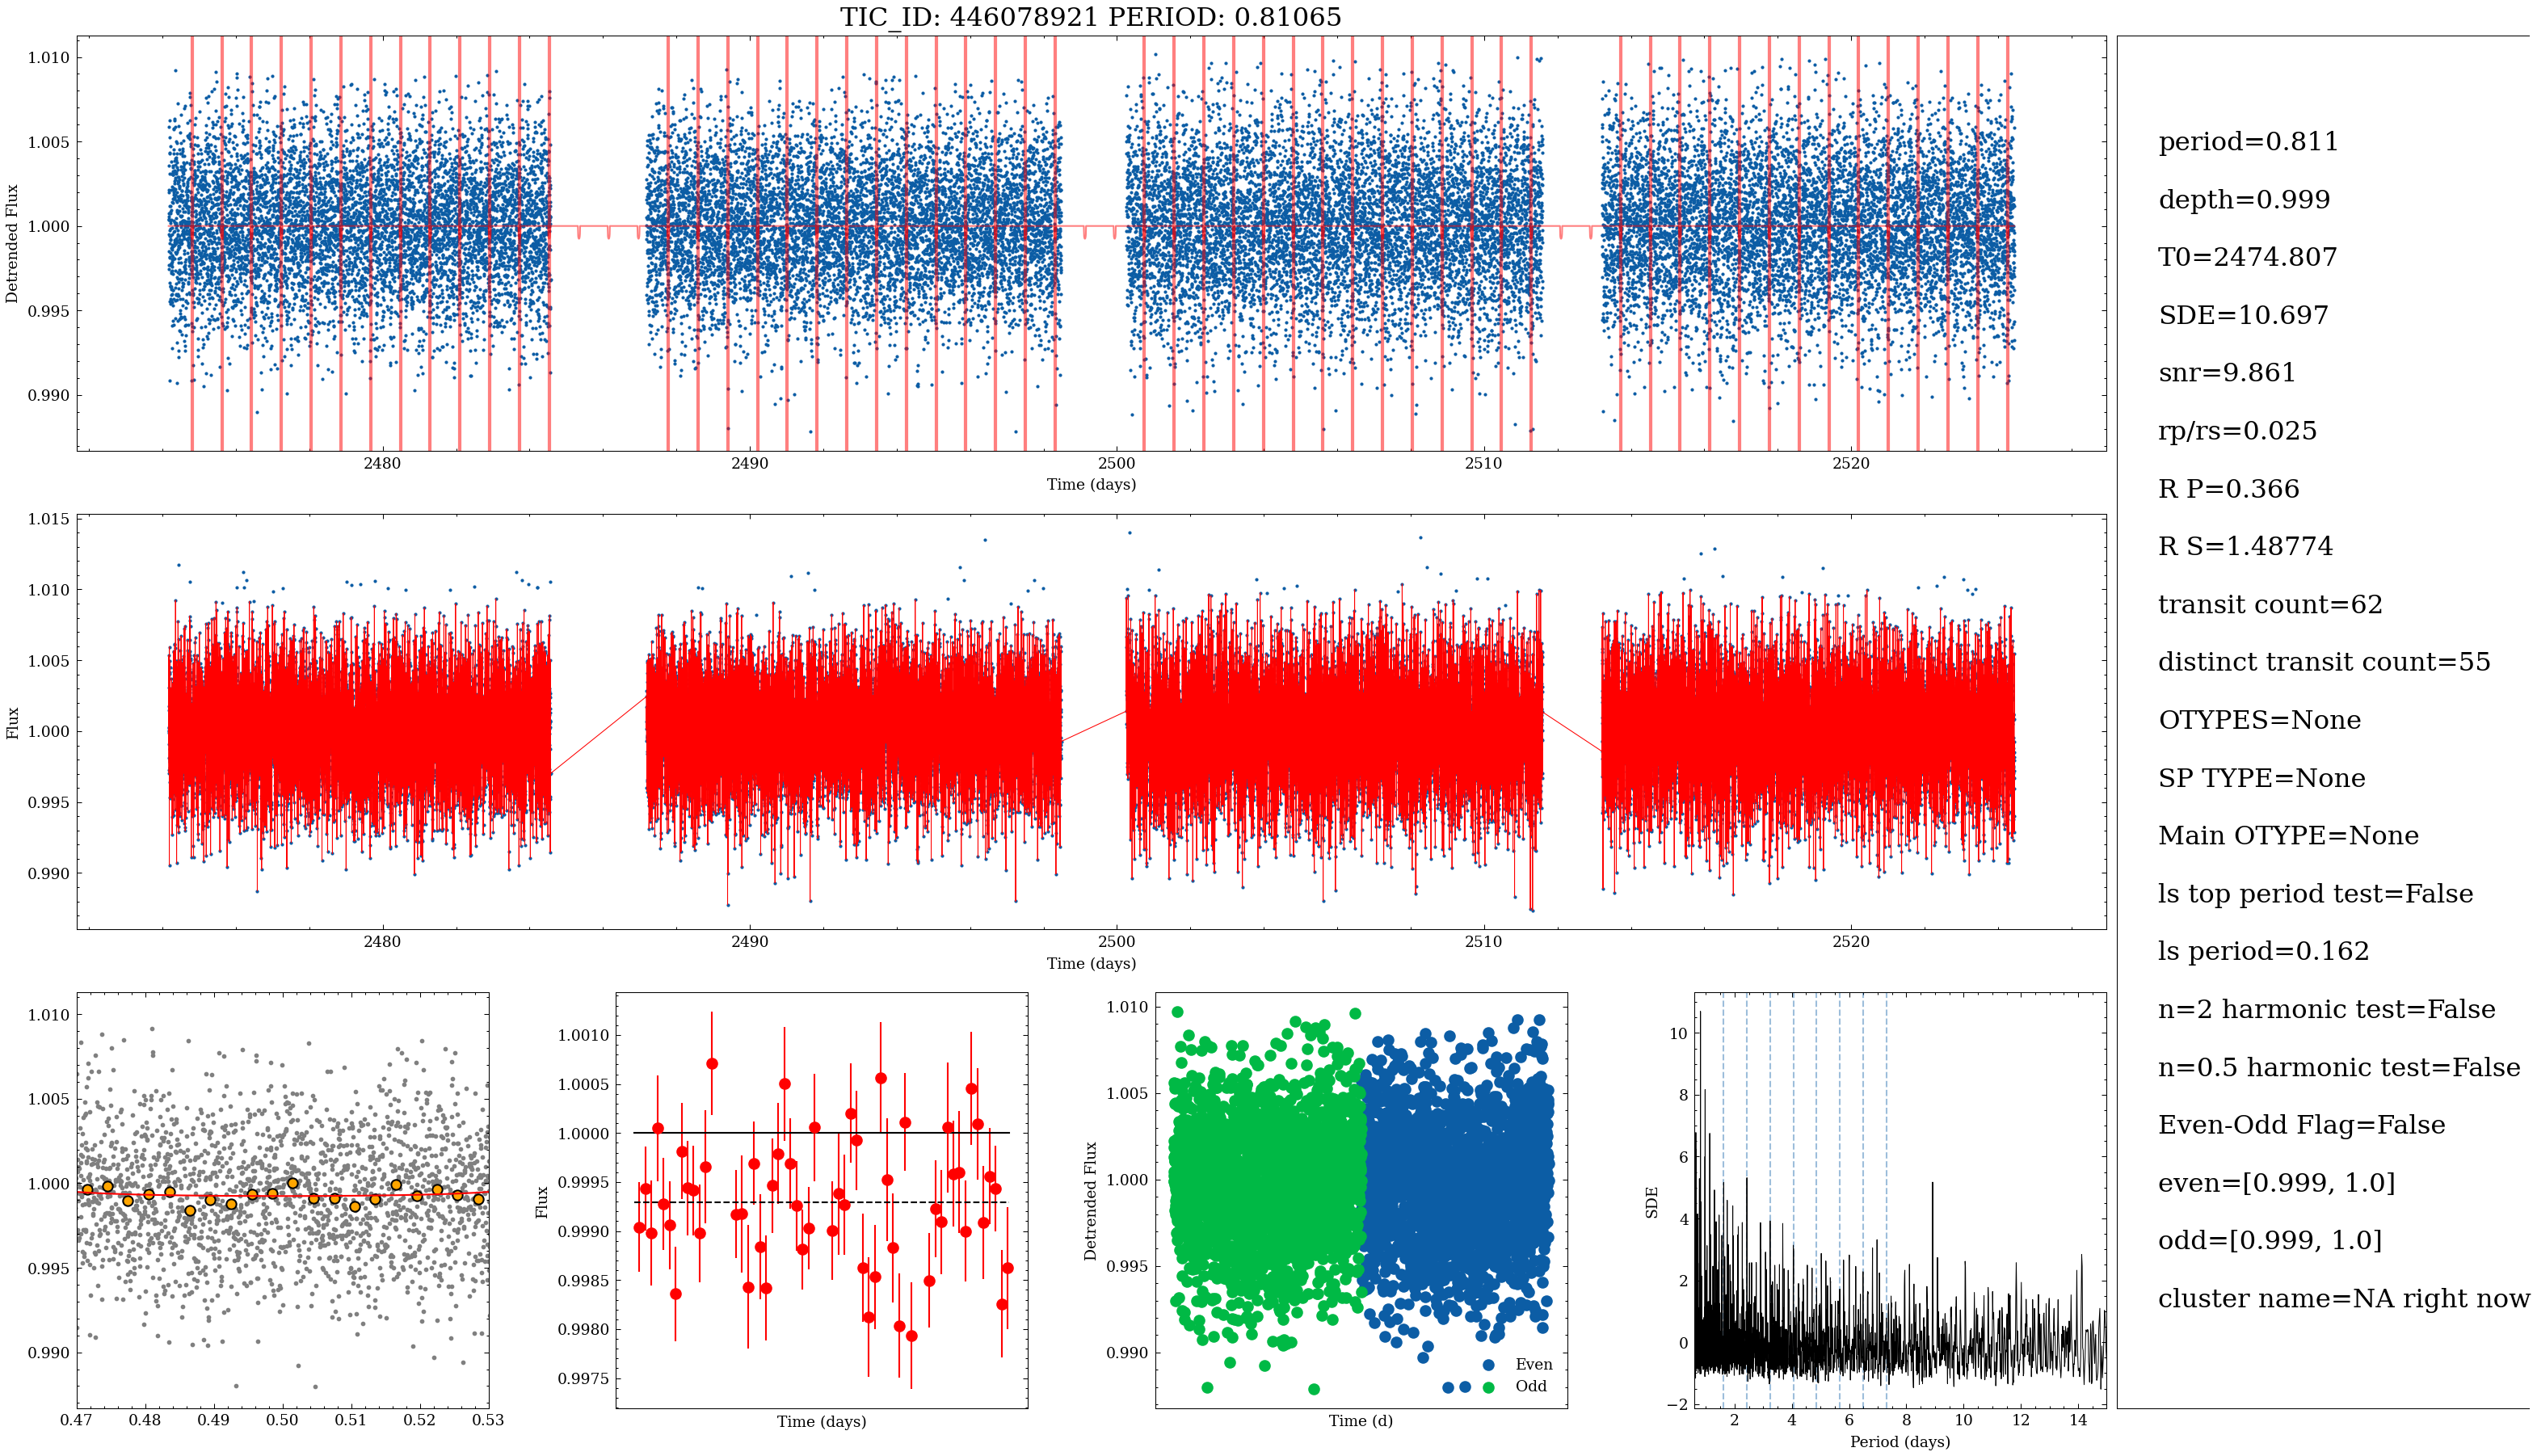 TIC_ID: 446078921 PERIOD: 0.81065
1.010
1.005
1.000
0.995
0.990
Detrended Flux
2480
2490
2500
2510
2520
Time (days)
1.015
1.010
1.005
1.000
0.995
0.990
Flux
2480
2490
2500
2510
2520
Time (days)
1.010
1.005
1.000
0.995
0.990
0.47
0.48
0.49
0.50
0.51
0.52
0.53
1.0010
1.0005
1.0000
0.9995
0.9990
0.9985
0.9980
0.9975
Flux
Time (days)
1.010
1.005
1.000
0.995
0.990
Detrended Flux
Even
Odd
Time (d)
10
8
6
4
2
0
−2
SDE
2
4
6
8
10
12
14
Period (days)
period=0.811
depth=0.999
T0=2474.807
SDE=10.697
snr=9.861
rp/rs=0.025
R P=0.366
R S=1.48774
transit count=62
distinct transit count=55
OTYPES=None
SP TYPE=None
Main OTYPE=None
ls top period test=False
ls period=0.162
n=2 harmonic test=False
n=0.5 harmonic test=False
Even-Odd Flag=False
even=[0.999, 1.0]
odd=[0.999, 1.0]
cluster name=NA right now